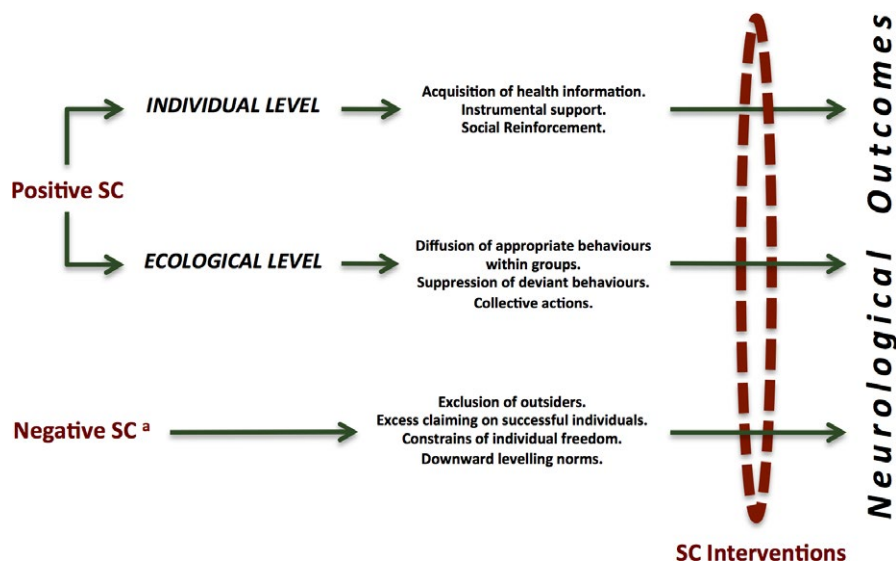 Positive SC
INDIVIDUAL LEVEL
Acquisition of health information.
Instrumental support.
Social Reinforcement.
ECOLOGICAL LEVEL
Diffusion of appropriate behaviours
within groups.
Suppression of deviant behaviours.
Collective actions.
Negative SC a
Exclusion of outsiders.
Excess claiming on successful individuals.
Constrains of individual freedom.
Downward levelling norms.
SC Interventions
Neurological Outcomes